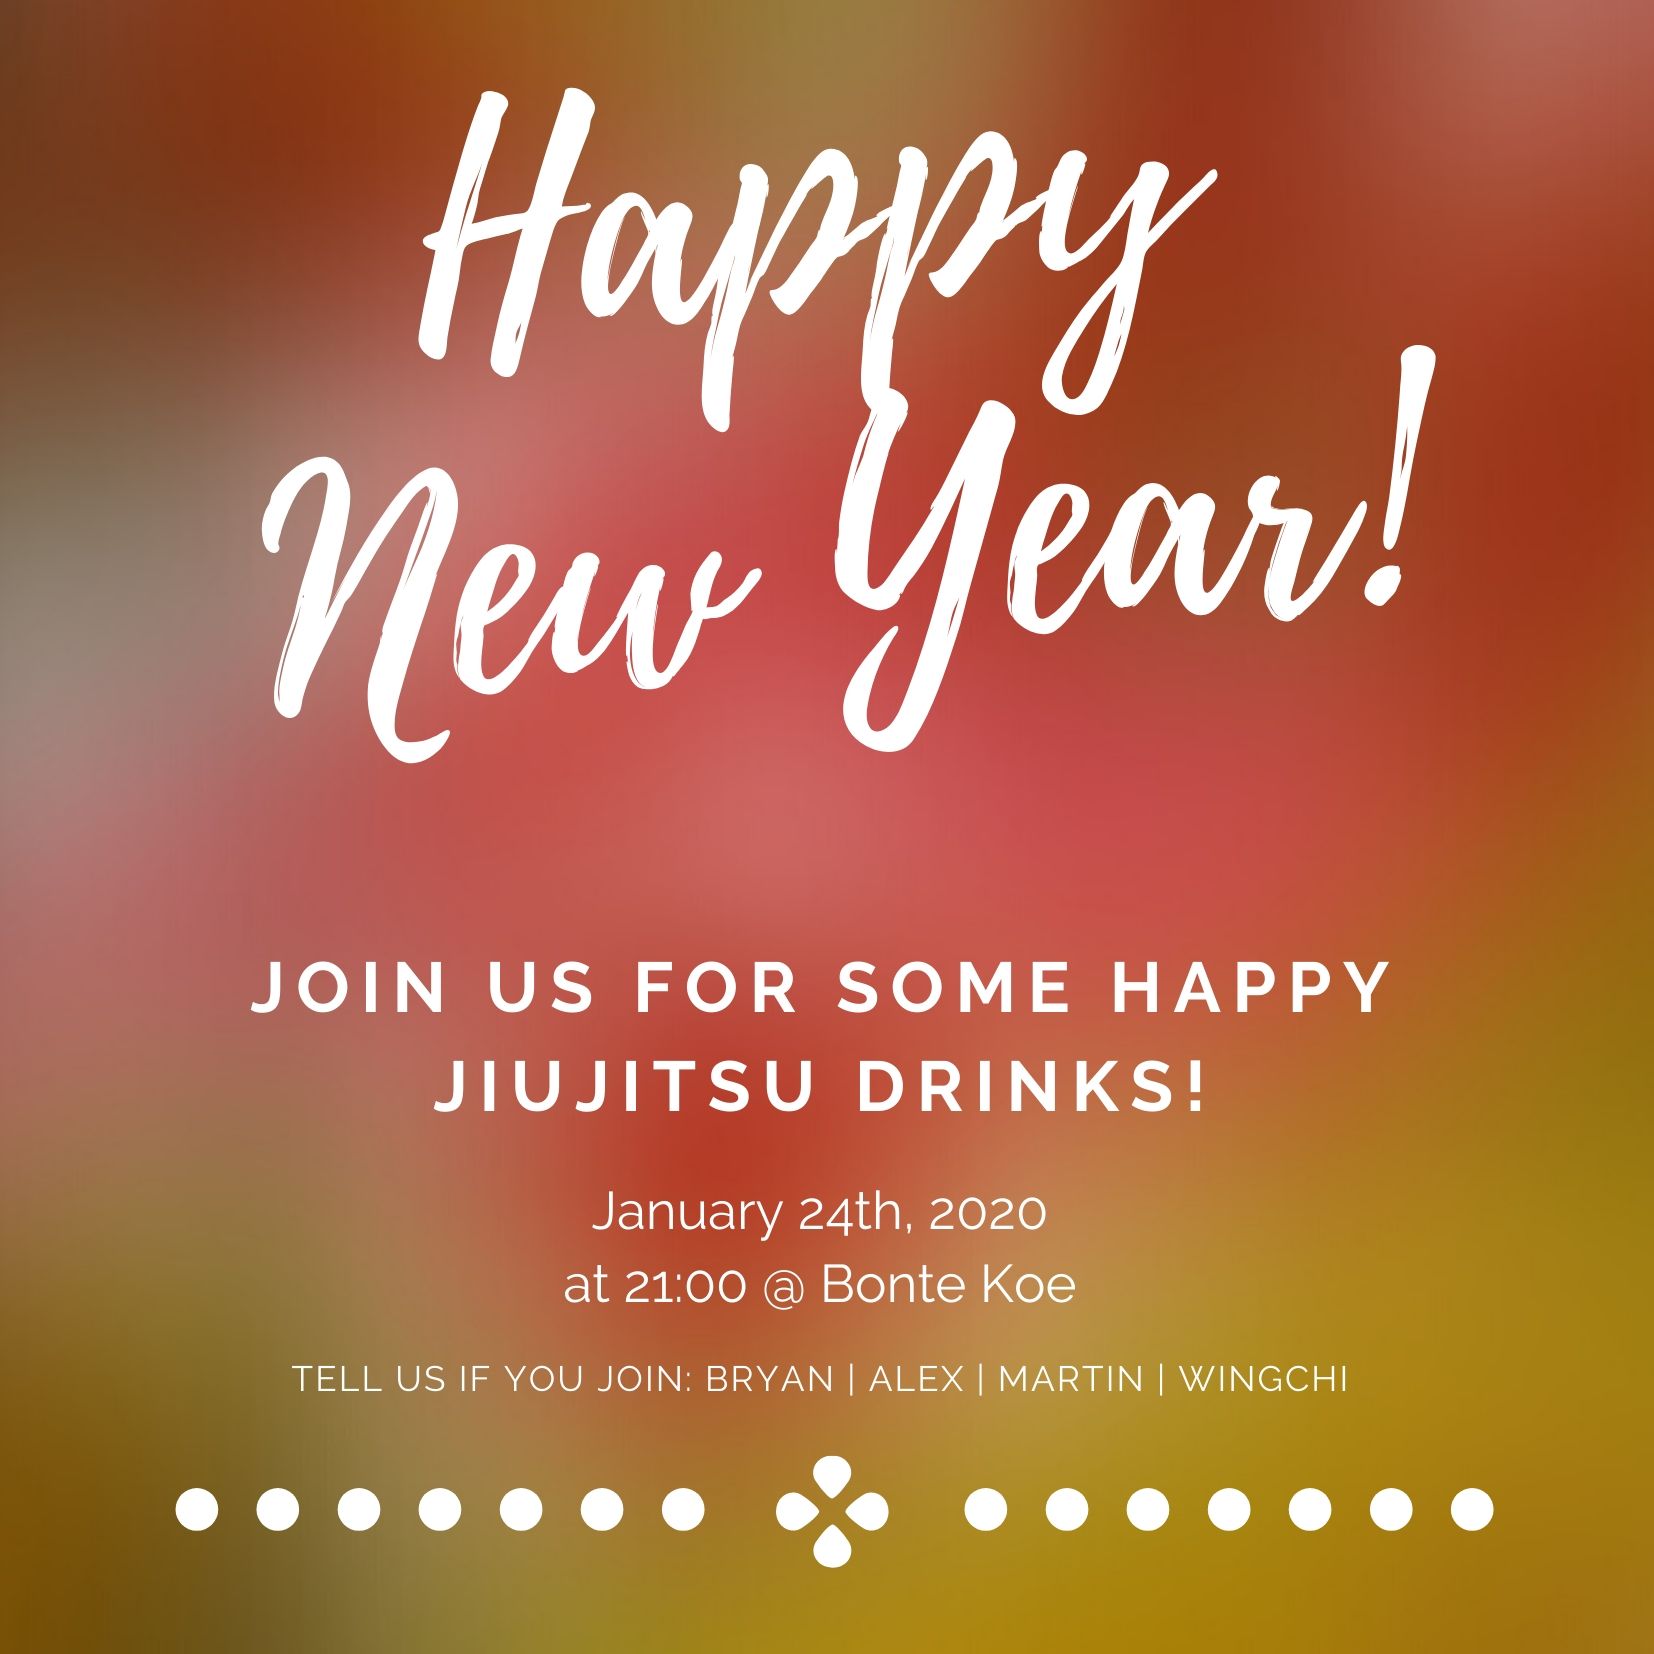 Happy
New Year!
JOIN US FOR SOME HAPPY
JIUJITSU DRINKS!
January 24th, 2020
at 21:00 @ Bonte Koe
TELL US IF YOU JOIN: BRYAN | ALEX | MARTIN | WINGCHI